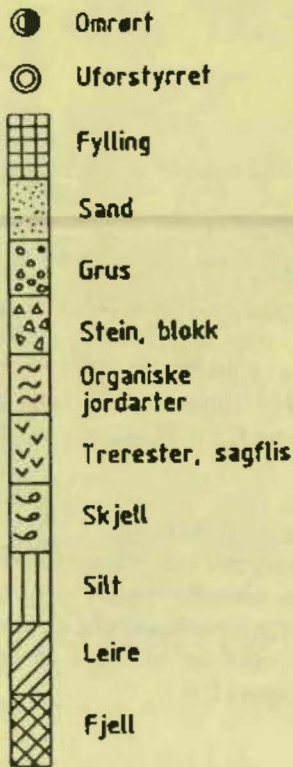 Omrørt
Uforstyrret
Fylling
Sand
Grus
Stein, blokk
Organiske
jordarter
Trerester, sagflis
Skjell
Silt
Leire
Fjell